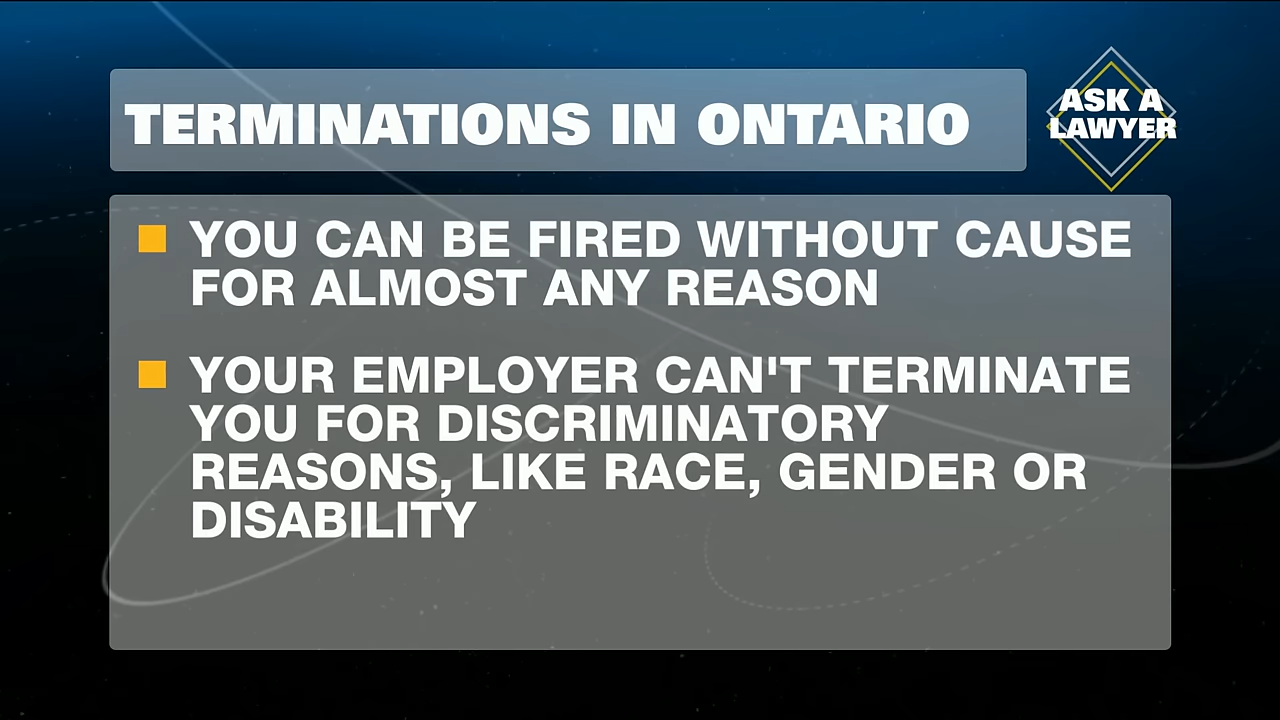 TERMINATIONS IN ONTARIO
ASK A
LAWYER
YOU CAN BE FIRED WITHOUT CAUSE
FOR ALMOST ANY REASON
YOUR EMPLOYER CAN'T TERMINATE
YOU FOR DISCRIMINATORY
REASONS, LIKE RACE, GENDER OR
DISABILITY